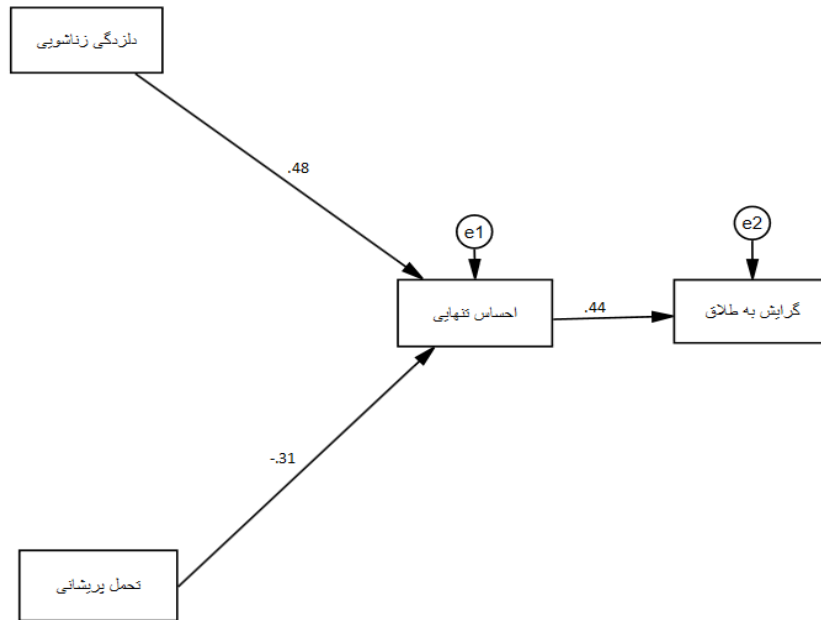 دلزدگی زناشویی
.48
e1
e2
احساس تنهایی
.44
گرایش به طلاق
-.31
تحمل پریشانی